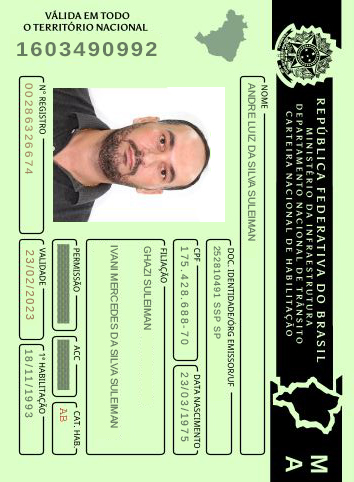 REPÚBLICA FEDERATIVA DO BRASIL
MINISTÉRIO DA INFRAESTRUTURA
DEPARTAMENTO NACIONAL DE TRÂNSITO
CARTEIRA NACIONAL DE HABILITAÇÃO
M A
VÁLIDA EM TODO
O TERRITÓRIO NACIONAL
1603490992
NOME
ANDRE LUIZ DA SILVA SULEIMAN
DOC. IDENTIDADE/ÓRG EMISSOR/UF
252810491 SSP SP
CPF
175.428.688-70
DATA NASCIMENTO
23/03/1975
FILIAÇÃO
GHAZI SULEIMAN
IVANI MERCEDES DA SILVA SULEIMAN
PERMISSÃO
ACC
CAT. HAB.
AB
Nº REGISTRO
00286326674
VALIDADE
23/02/2023
1ª HABILITAÇÃO
18/11/1993